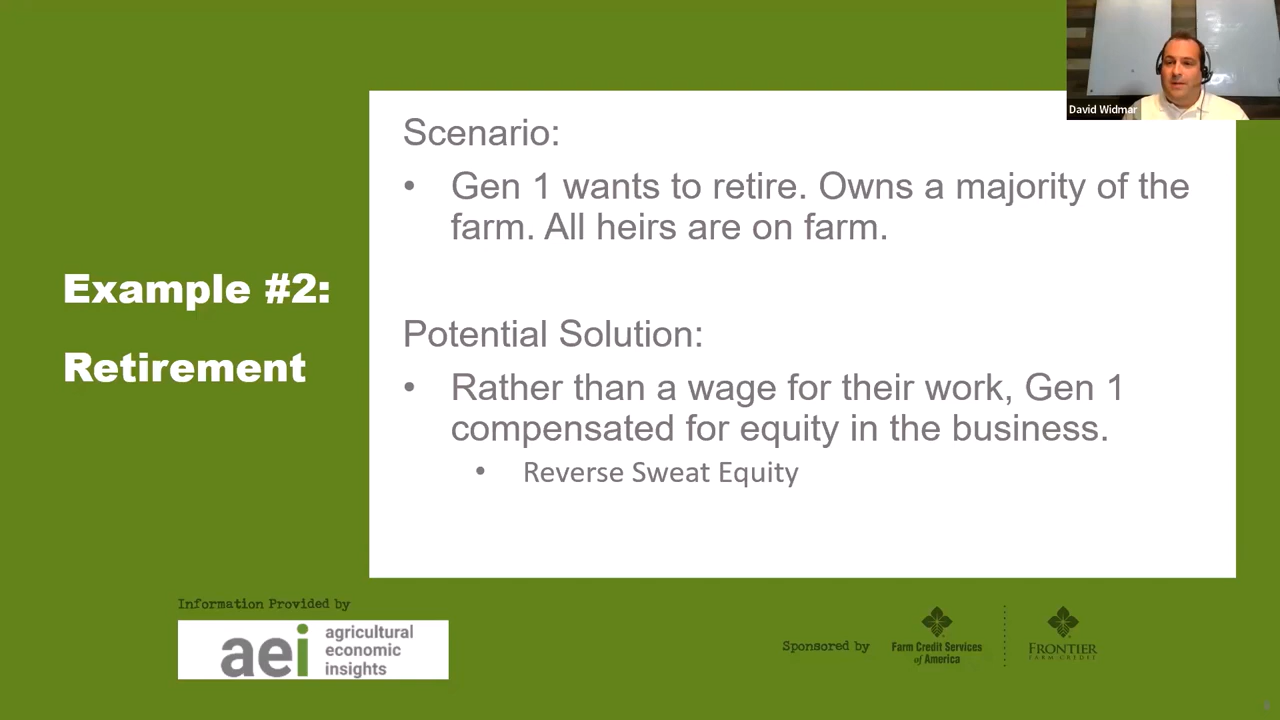 David Widmar
Scenario:
• Gen 1 wants to retire. Owns a majority of the
farm. All heirs are on farm.
Example #2:
Retirement
Potential Solution:
• Rather than a wage for their work, Gen 1
compensated for equity in the business.
• Reverse Sweat Equity
Information Provided by
aei agricultural
economic
insights
Sponsored by
Farm Credit Services
of America
FRONTIER
FARM CREDIT